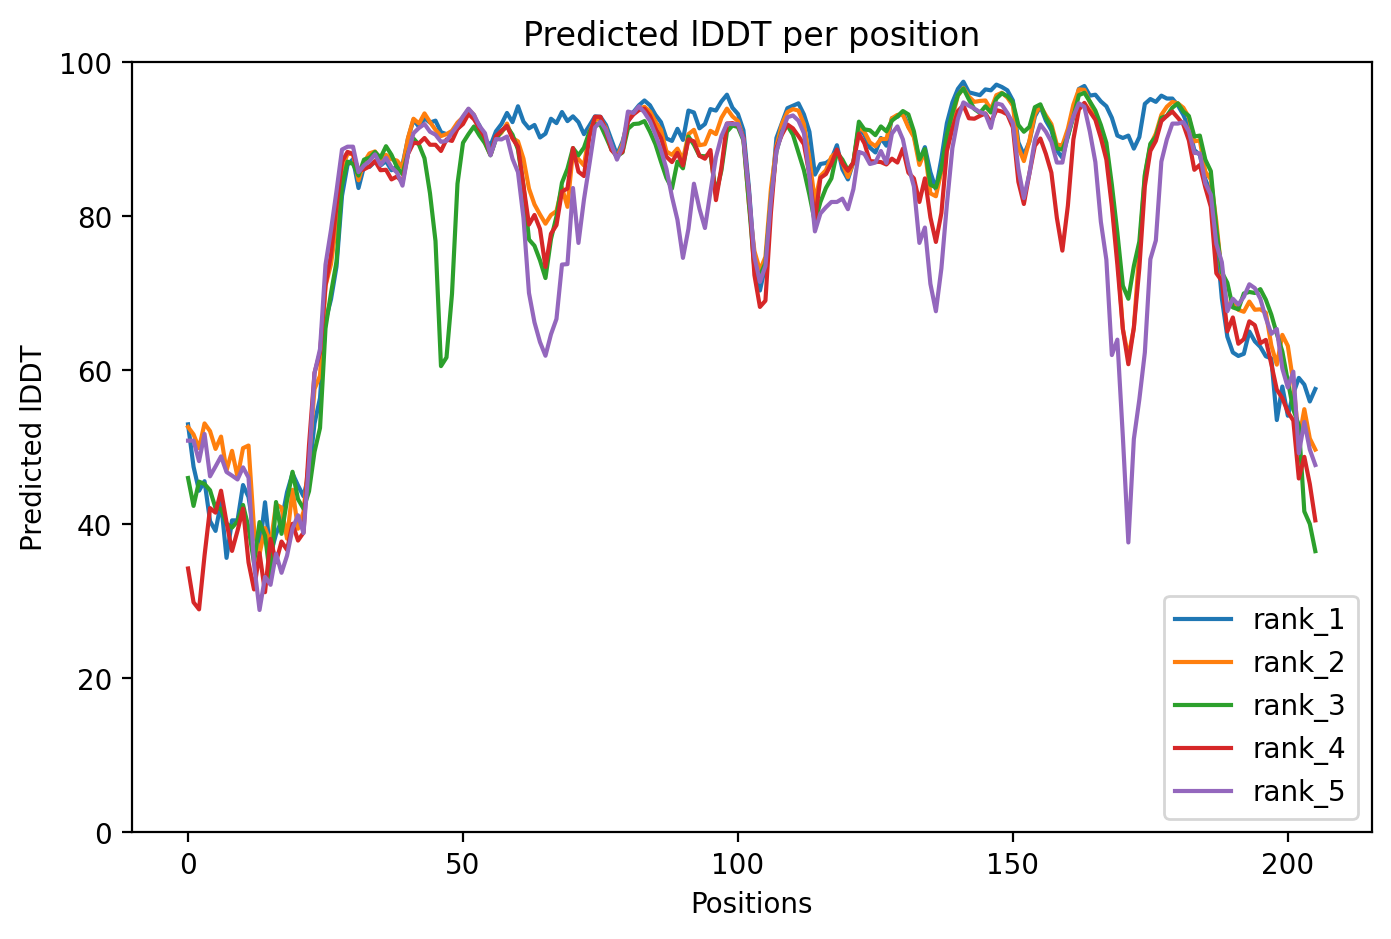 Predicted lDDT per position
Predicted lDDT
100
80
60
40
20
0
0 50 100 150 200
Positions
rank_1
rank_2
rank_3
rank_4
rank_5